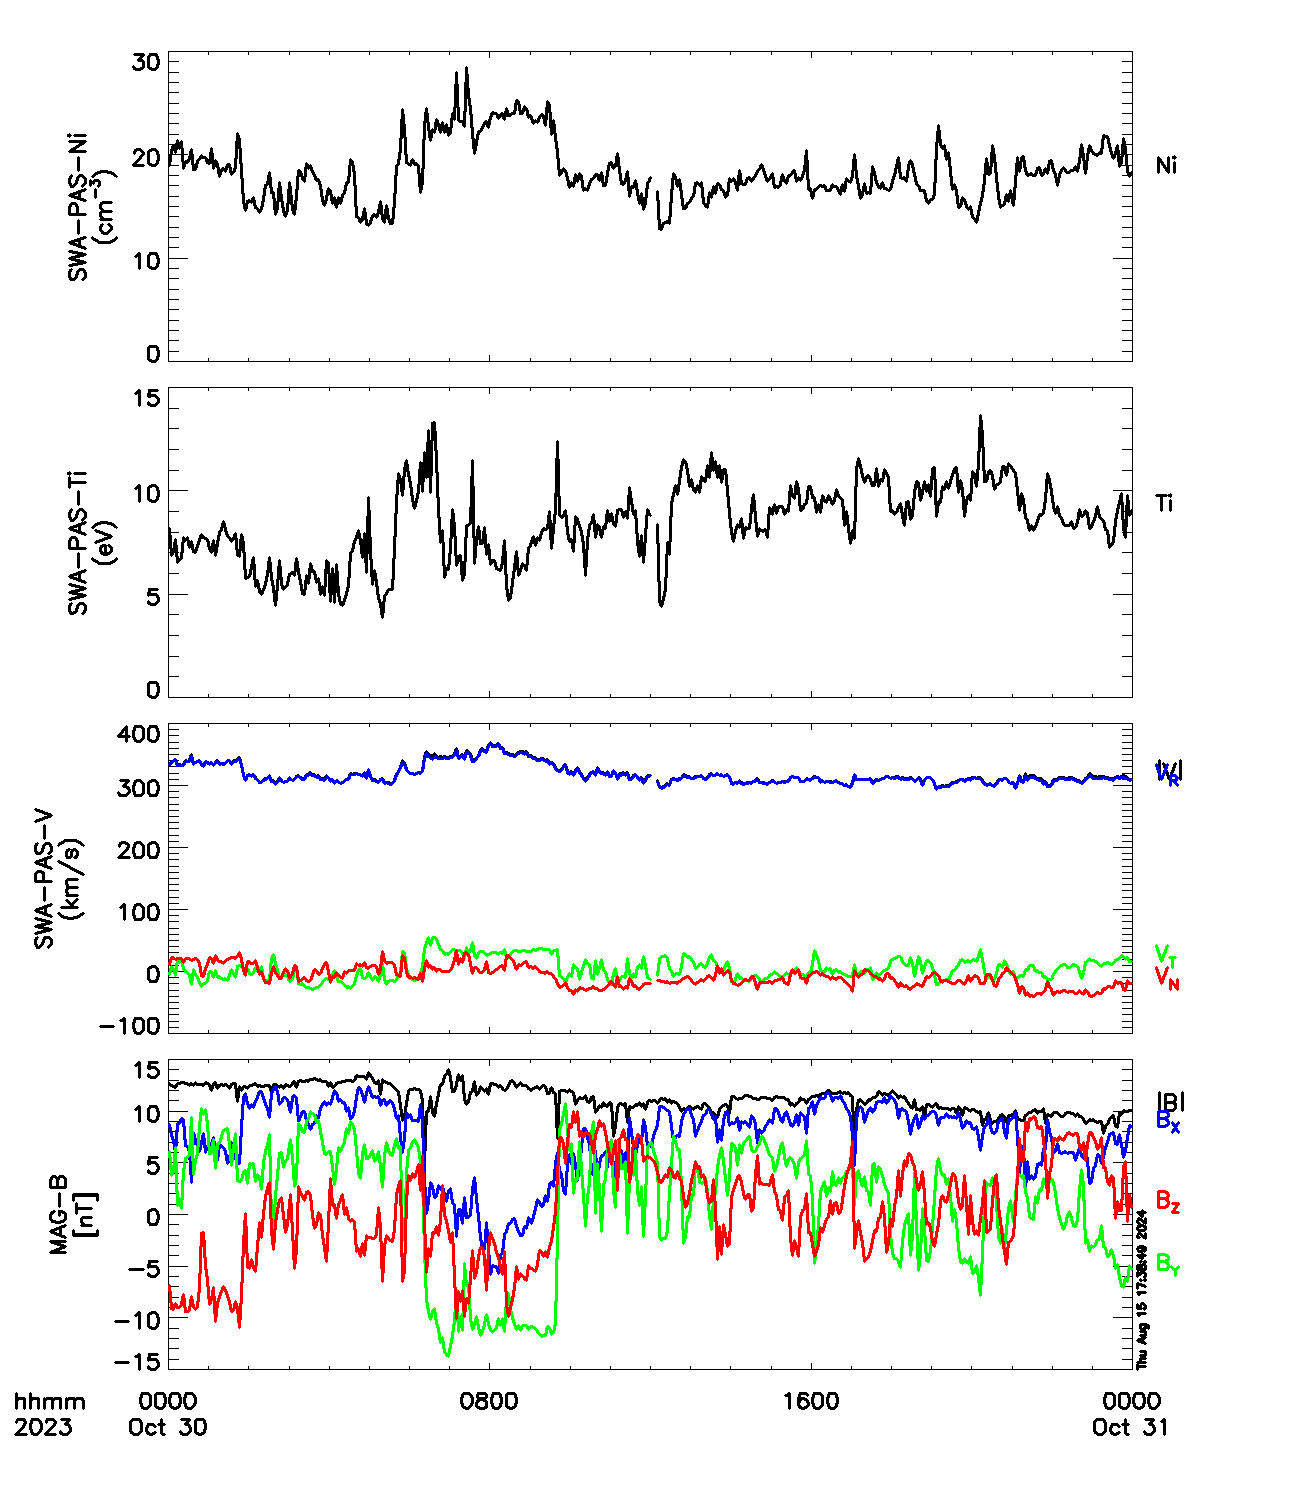 30
20
10
0
SWA-PAS-Ni
(cm-3)
Ni
15
10
5
0
SWA-PAS-Ti
(eV)
Ti
400
300
200
100
0
-100
SWA-PAS-V
(km/s)
|V|
VR
VT
VN
15
10
5
0
-5
-10
-15
MAG-B
[nT]
|B|
BX
BZ
BY
Thu Aug 15 17:38:49 2024
hhmm 0000 0800 1600 0000
2023 Oct 30 Oct 31